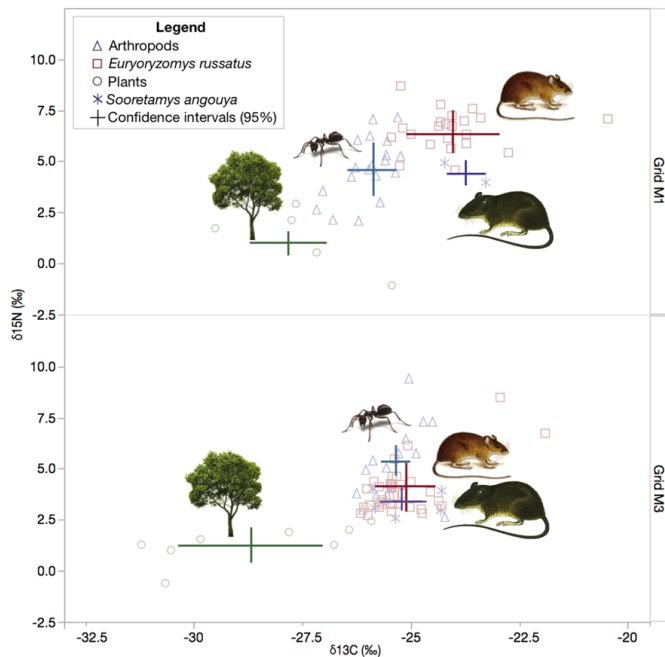 Legend
Arthropods
Euryoryzomys russatus
Plants
Sooretamys angouya
Confidence intervals (95%)
10.0
7.5
5.0
2.5
0.0
-2.5
Grid M1
δ15N (‰)
10.0
7.5
5.0
2.5
0.0
-2.5
Grid M3
-32.5
-30
-27.5
-25
-22.5
-20
δ13C (‰)